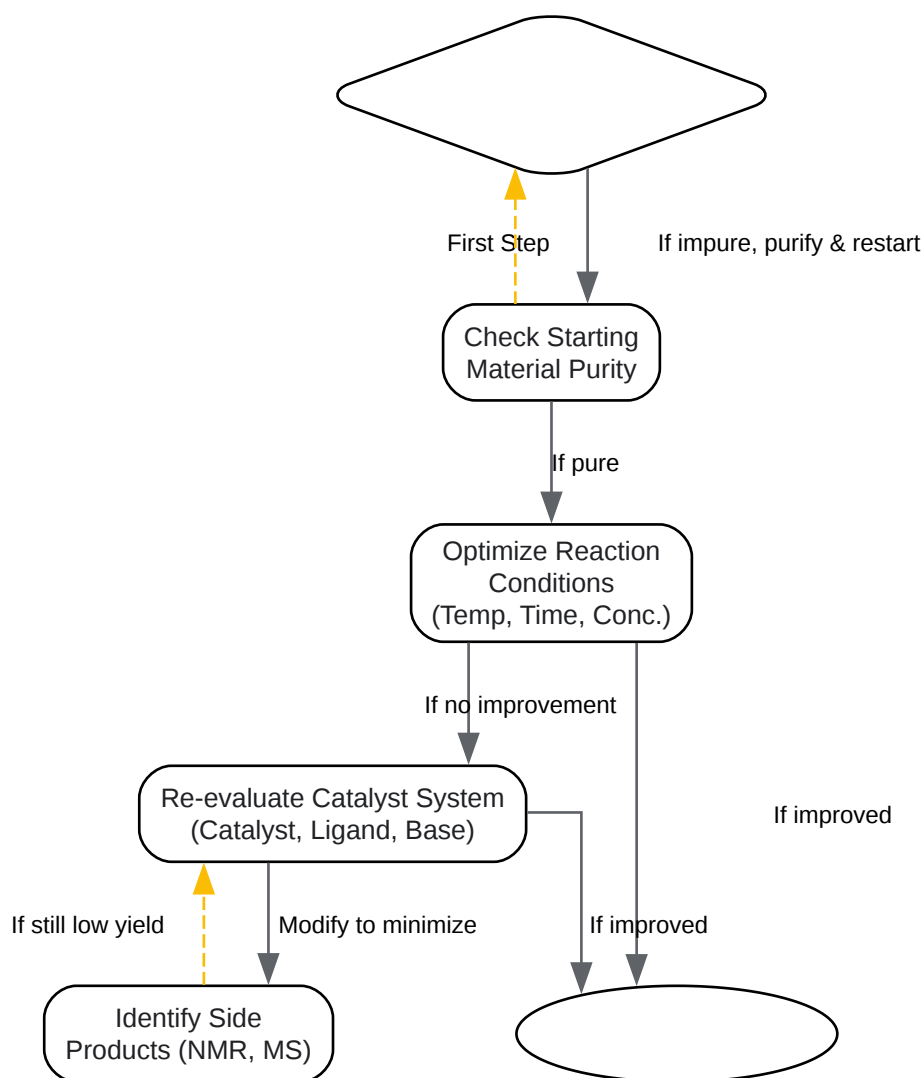 First Step
If impure, purify & restart
Check Starting
Material Purity
If pure
Optimize Reaction
Conditions
(Temp, Time, Conc.)
If no improvement
Re-evaluate Catalyst System
(Catalyst, Ligand, Base)
If improved
If still low yield
Modify to minimize
If improved
Identify Side
Products (NMR, MS)